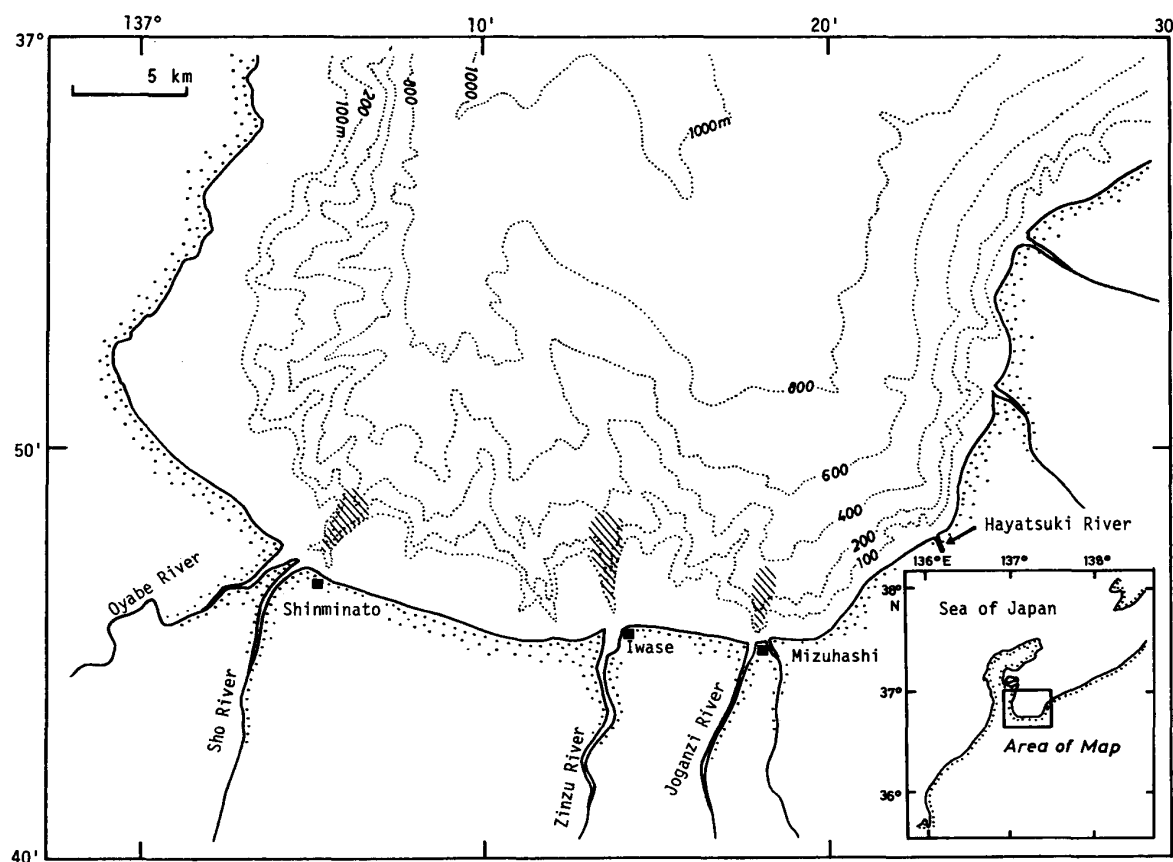 137°
10'
20'
30
37°
5 km
100m
200
800
1000
1000m
800
50'
600
400
200
100
Hayatsuki River
Oyabe River
Shinminato
Iwase
Mizuhashi
Sho River
Zinzu River
Joganzi River
40'
136°E
137°
138°
38°
N
Sea of Japan
37°
Area of Map
36°